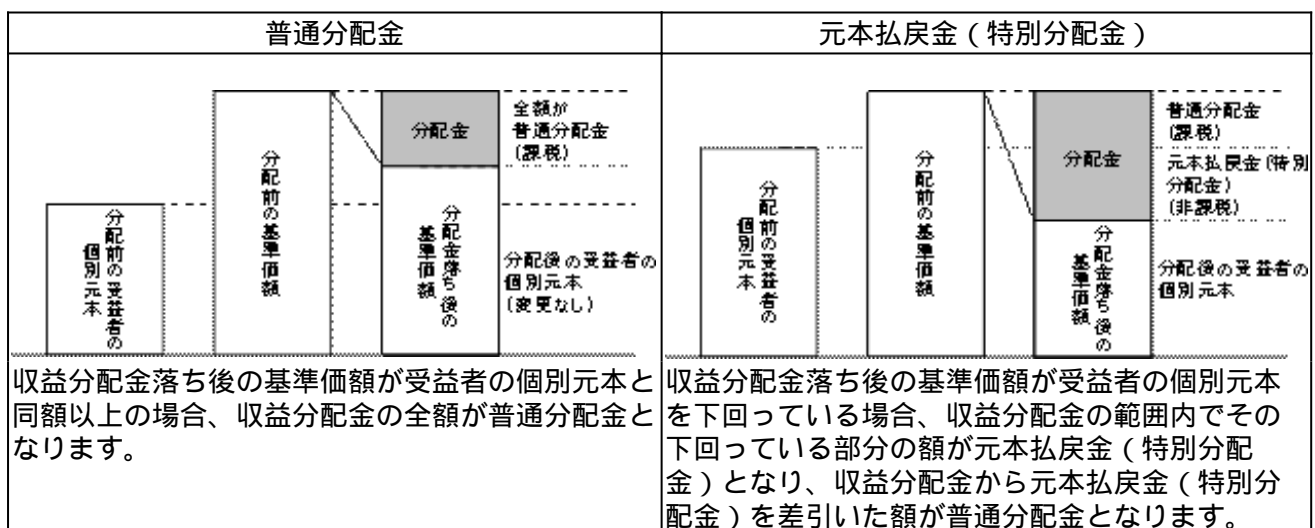 普通分配金
分配前の受益者の
個別元本
分配前の基準価額
分配金
分配金落ち後の
基準価額
全額が
普通分配金
(課税)
分配後の受益者の
個別元本
(変更なし)
収益分配金落ち後の基準価額が受益者の個別元本と
同額以上の場合、収益分配金の全額が普通分配金と
なります。
元本払戻金(特別分配金)
分配前の受益者の
個別元本
分配前の基準価額
分配金
分配金落ち後の
基準価額
普通分配金
(課税)
元本払戻金(特別
分配金)
(非課税)
分配後の受益者の
個別元本
収益分配金落ち後の基準価額が受益者の個別元本
を下回っている場合、収益分配金の範囲内でその
下回っている部分の額が元本払戻金(特別分配
金)となり、収益分配金から元本払戻金(特別分
配金)を差引いた額が普通分配金となります。